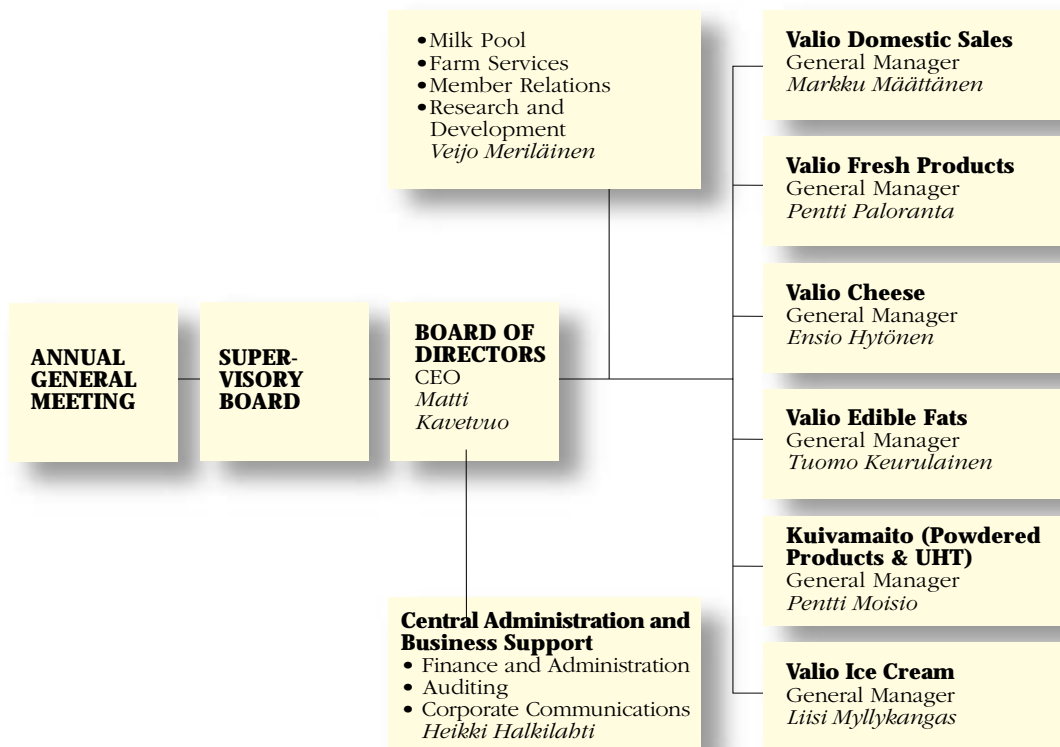 •Milk Pool
•Farm Services
•Member Relations
•Research and
Development
Veijo Meriläinen
Valio Domestic Sales
General Manager
Markku Määttänen
Valio Fresh Products
General Manager
Pentti Paloranta
Valio Cheese
General Manager
Ensio Hytönen
ANNUAL
GENERAL
MEETING
SUPER-
VISORY
BOARD
BOARD OF
DIRECTORS
CEO
Matti
Kavetvuo
Valio Edible Fats
General Manager
Tuomo Keurulainen
Kuivamaito (Powdered
Products & UHT)
General Manager
Pentti Moisio
Central Administration and
Business Support
• Finance and Administration
• Auditing
• Corporate Communications
Heikki Halkilahti
Valio Ice Cream
General Manager
Liisi Myllykangas